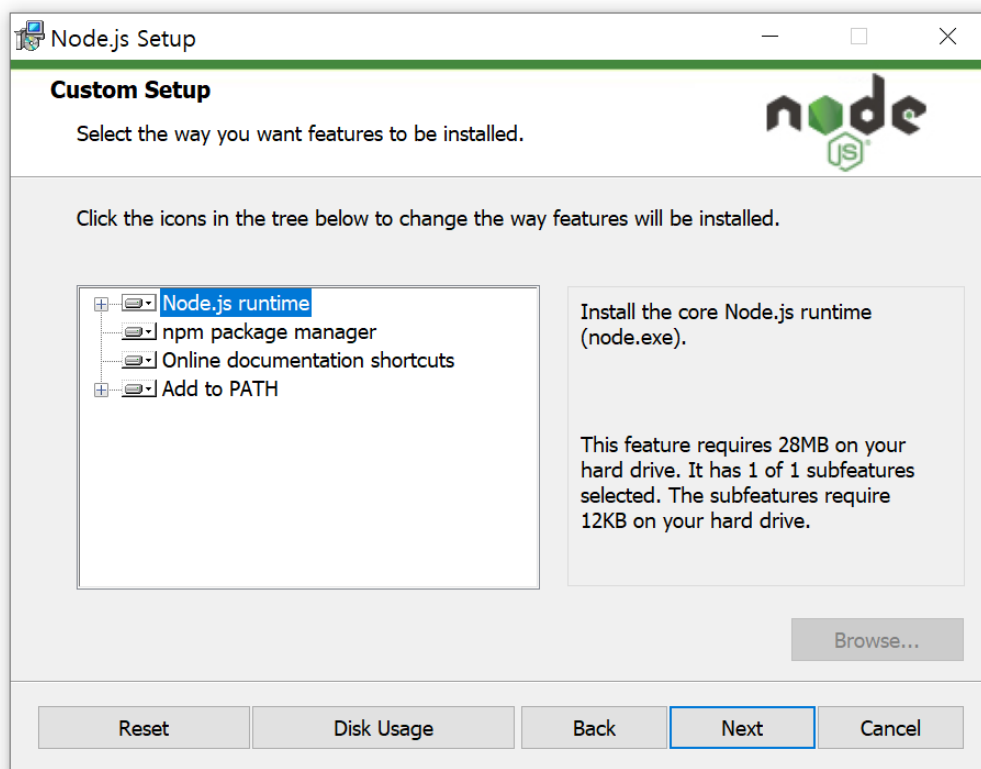 Node.js Setup
Custom Setup
Select the way you want features to be installed.
node
JS
Click the icons in the tree below to change the way features will be installed.
Node.js runtime
npm package manager
Online documentation shortcuts
Add to PATH
Install the core Node.js runtime
(node.exe).
This feature requires 28MB on your
hard drive. It has 1 of 1 subfeatures
selected. The subfeatures require
12KB on your hard drive.
Browse...
Reset
Disk Usage
Back
Next
Cancel